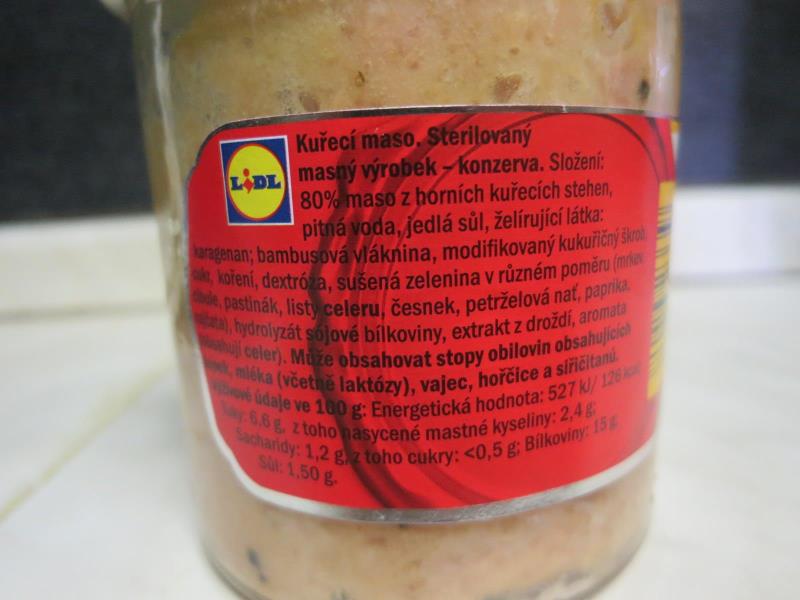 LIDL
Kuřecí maso. Sterilovaný
masný výrobek – konzerva. Složení:
80% maso z horních kuřecích stehen,
pitná voda, jedlá sůl, želírující látka:
karagenan; bambusová vláknina, modifikovaný kukuřičný škrob,
cukr, koření, dextróza, sušená zelenina v různém poměru (mrkev,
cibule, pastinák, listy celeru, česnek, petrželová nať, paprika,
hydrolyzát sójové bílkoviny, extrakt z droždí, aromata
obsahují celer). Může obsahovat stopy obilovin obsahujících
lepek, mléka (včetně laktózy), vajec, hořčice a siřičitanů.
Výživové údaje ve 100 g: Energetická hodnota: 527 kJ/ 126 kcal;
Tuky: 6,6 g, z toho nasycené mastné kyseliny: 2,4 g;
Sacharidy: 1,2 g, z toho cukry: <0,5 g; Bílkoviny: 15 g
Sůl: 1,50 g.